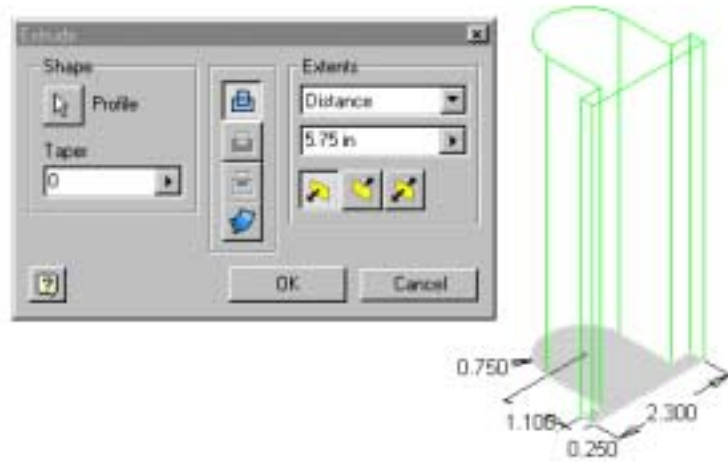 Extrude
Shape
Profile
Taper
0
Extents
Distance
5.75 in
OK
Cancel
0.750
1.100
0.250
2.300